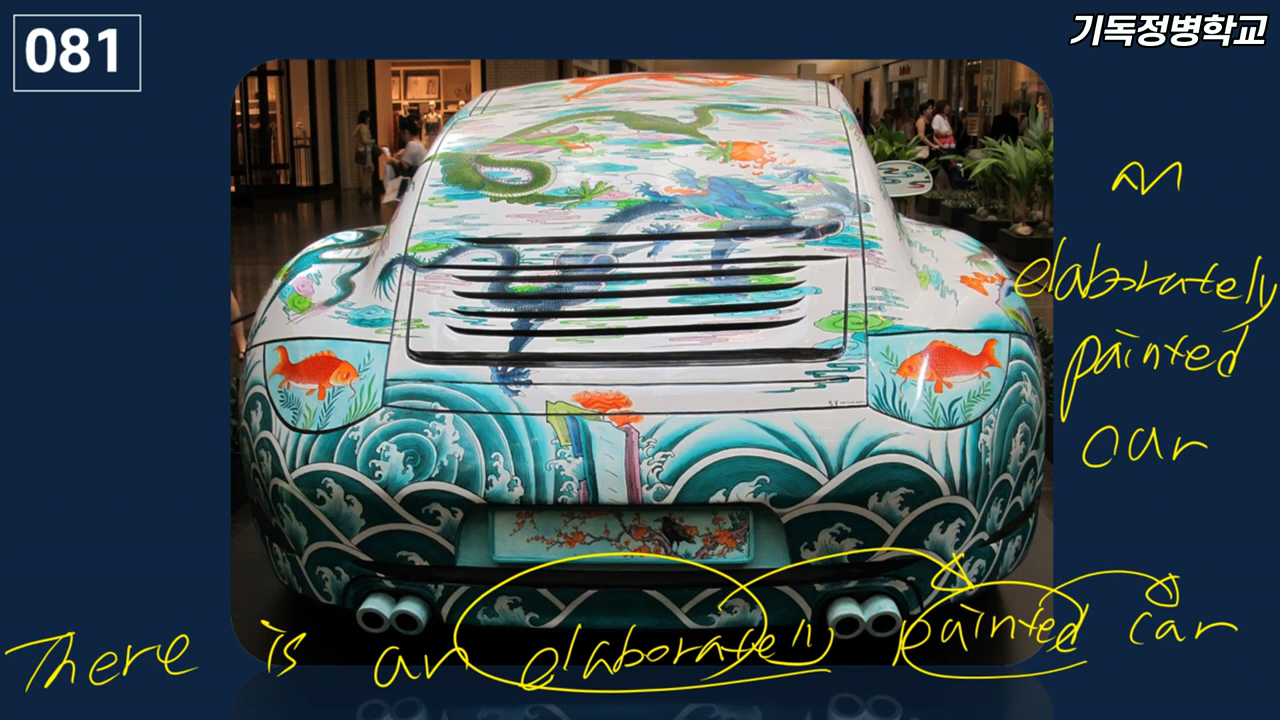 081
기독정병학교
an
elaborately
painted
car
There is an elaborately painted car